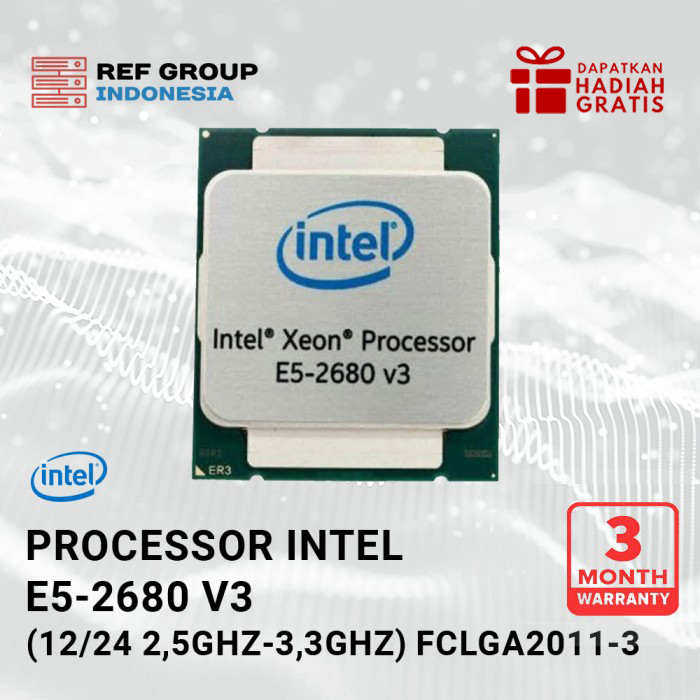 REF GROUP
INDONESIA
DAPATKAN
HADIAH
GRATIS
intel
Intel® Xeon® Processor
E5-2680 v3
ER3
intel
PROCESSOR INTEL
E5-2680 V3
(12/24 2,5GHZ-3,3GHZ) FCLGA2011-3
3
MONTH
WARRANTY